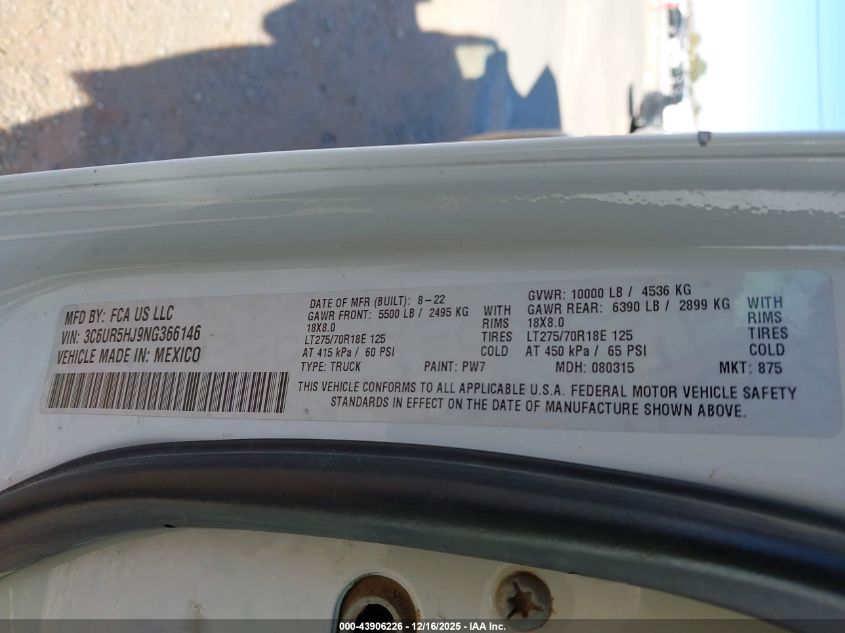 MFD BY: FCA US LLC
VIN: 3C6UR5HJ9NG366146
VEHICLE MADE IN: MEXICO
DATE OF MFR (BUILT): 8-22
GVWR: 10000 LB / 4536 KG
GAWR FRONT: 5500 LB / 2495 KG WITH
GAWR REAR: 6390 LB / 2899 KG WITH
18X8.0 RIMS 18X8.0 RIMS
LT275/70R18E 125 TIRES LT275/70R18E 125 TIRES
AT 415 kPa / 60 PSI COLD AT 450 kPa / 65 PSI COLD
TYPE: TRUCK PAINT: PW7 MDH: 080315 MKT: 875
THIS VEHICLE CONFORMS TO ALL APPLICABLE U.S.A. FEDERAL MOTOR VEHICLE SAFETY
STANDARDS IN EFFECT ON THE DATE OF MANUFACTURE SHOWN ABOVE.
000-43906226 - 12/16/2025 - IAA Inc.